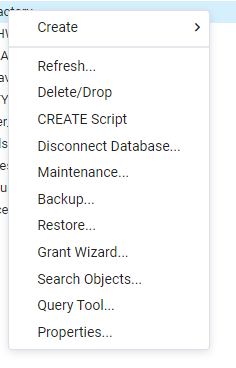 Create
Refresh...
Delete/Drop
CREATE Script
Disconnect Database...
Maintenance...
Backup...
Restore...
Grant Wizard...
Search Objects...
Query Tool...
Properties...